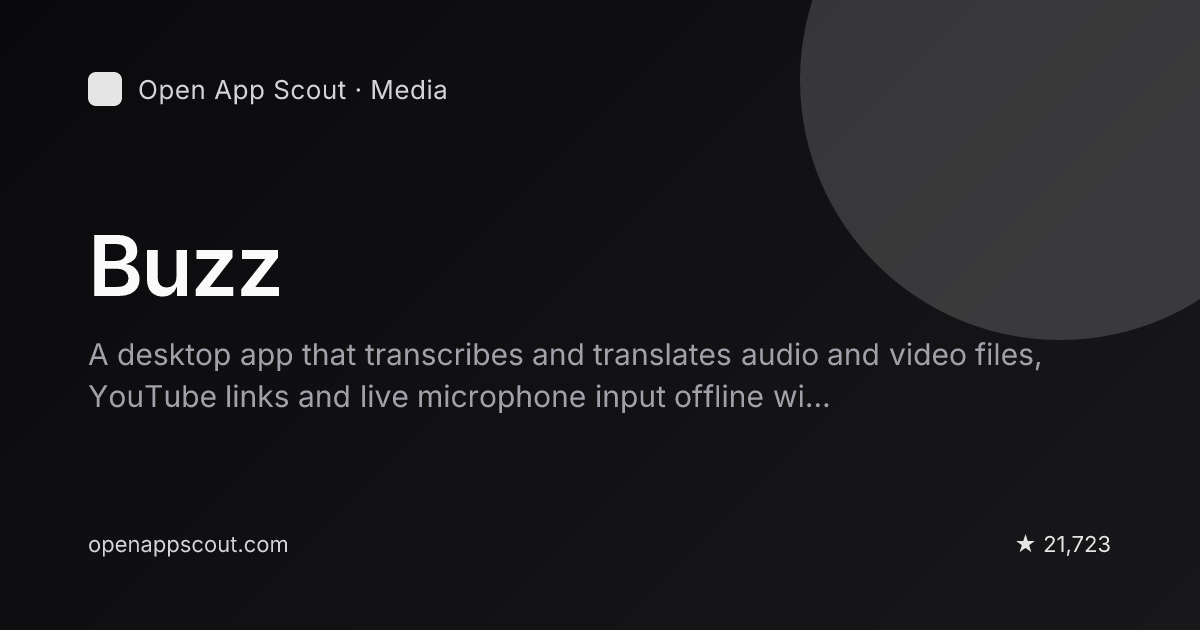 Open App Scout · Media
Buzz
A desktop app that transcribes and translates audio and video files,
YouTube links and live microphone input offline wi...
openappscout.com
★ 21,723